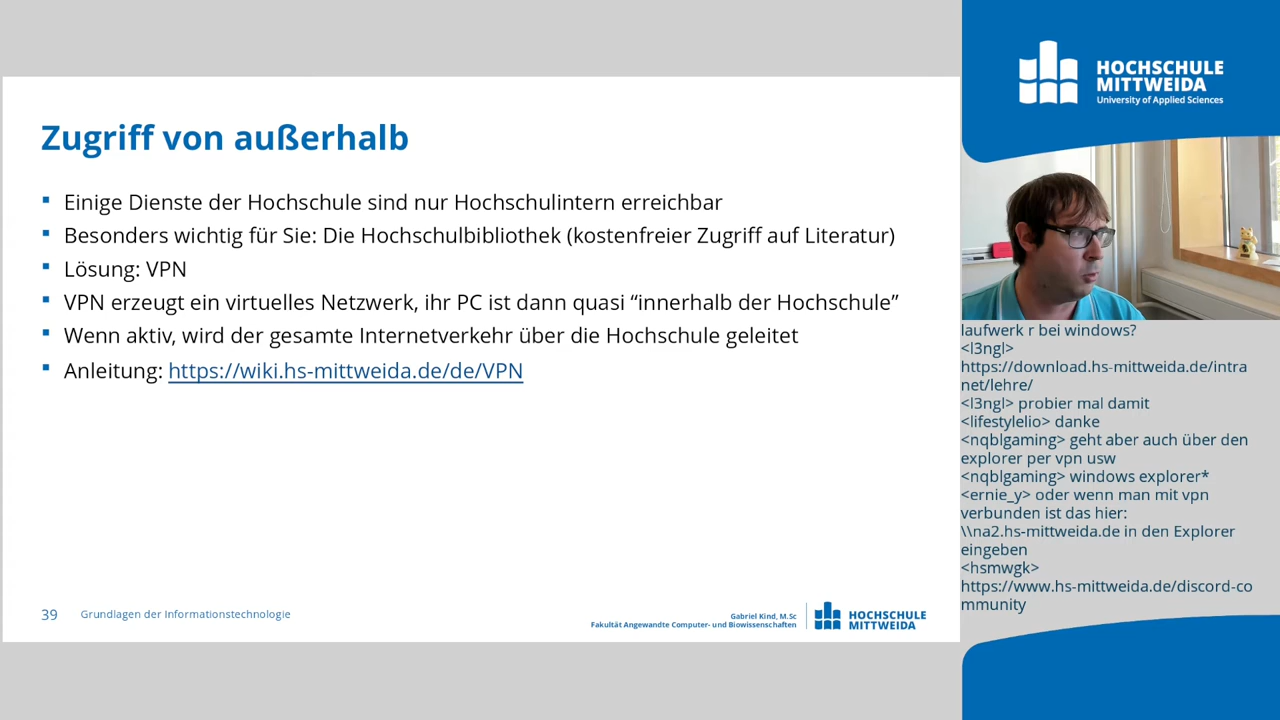 Zugriff von außerhalb
Einige Dienste der Hochschule sind nur Hochschulintern erreichbar
Besonders wichtig für Sie: Die Hochschulbibliothek (kostenfreier Zugriff auf Literatur)
Lösung: VPN
VPN erzeugt ein virtuelles Netzwerk, ihr PC ist dann quasi “innerhalb der Hochschule”
Wenn aktiv, wird der gesamte Internetverkehr über die Hochschule geleitet
Anleitung: https://wiki.hs-mittweida.de/de/VPN
39
Grundlagen der Informationstechnologie
Gabriel Kind, M.Sc
Fakultät Angewandte Computer- und Biowissenschaften
HOCHSCHULE
MITTWEIDA
HOCHSCHULE
MITTWEIDA
University of Applied Sciences
laufwerk r bei windows?
<l3ngl>
https://download.hs-mittweida.de/intra
net/lehre/
<l3ngl> probier mal damit
<lifestylelio> danke
<nqblgaming> geht aber auch über den
explorer per vpn usw
<nqblgaming> windows explorer*
<ernie_y> oder wenn man mit vpn
verbunden ist das hier:
\\na2.hs-mittweida.de in den Explorer
eingeben
<hsmwgk>
https://www.hs-mittweida.de/discord-co
mmunity